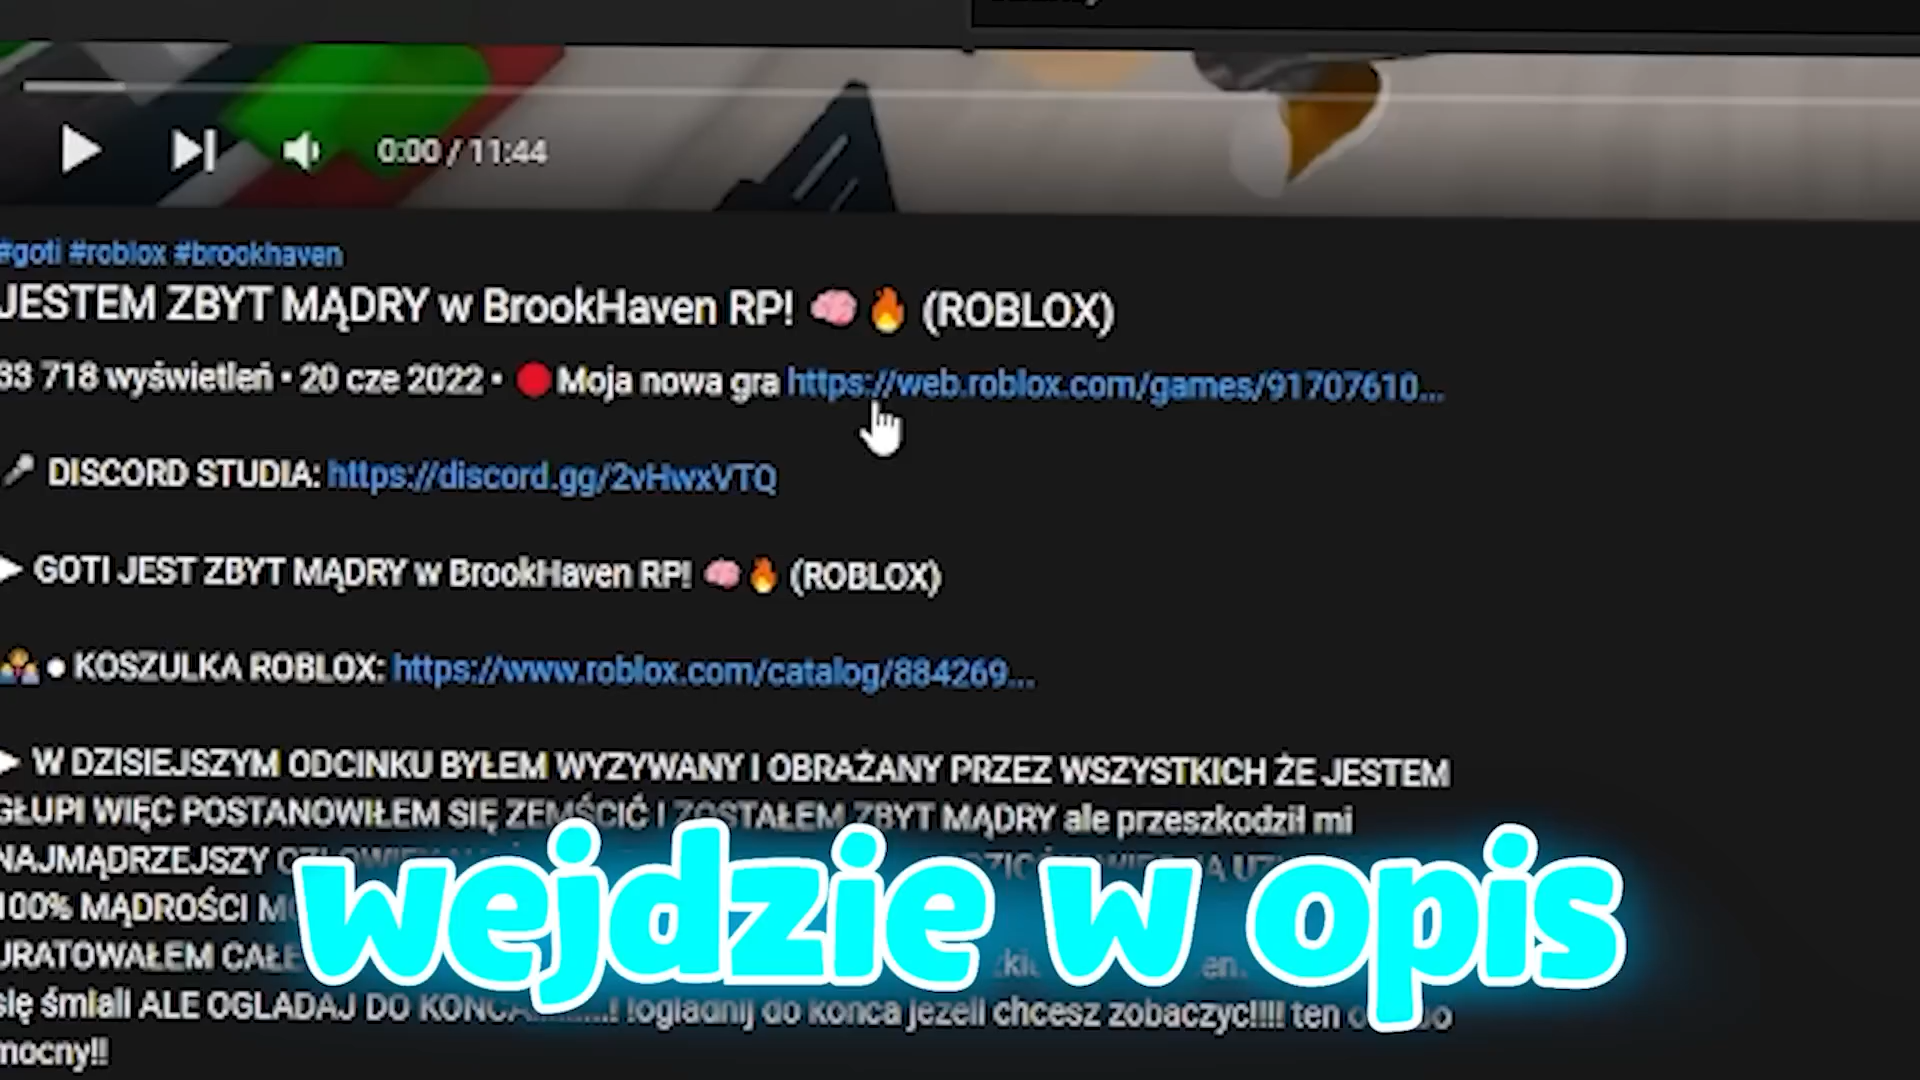 0:00 / 11:44
#goti #roblox #brookhaven
JESTEM ZBYT MĄDRY w BrookHaven RP! 🧠🔥 (ROBLOX)
33 718 wyświetleń • 20 cze 2022 • 🔴Moja nowa gra https://web.roblox.com/games/91707610...
🎤 DISCORD STUDIA: https://discord.gg/2vHwxVTQ
► GOTI JEST ZBYT MĄDRY w BrookHaven RP! 🧠🔥 (ROBLOX)
● KOSZULKA ROBLOX: https://www.roblox.com/catalog/884269...
► W DZISIEJSZYM ODCINKU BYŁEM WYZYWANY I OBRAŻANY PRZEZ WSZYSTKICH ŻE JESTEM
GŁUPI WIĘC POSTANOWIŁEM SIĘ ZEMŚCIĆ I ZOSTAŁEM ZBYT MĄDRY ale przeszkodził mi
NAJMĄDRZEJSZY
100% MĄDROŚCI
URATOWAŁEM CAŁE
wejdzie w opis
się śmiali ALE OGLADAJ DO KONCA !ogladnij do konca jezeli chcesz zobaczyc!!!! ten
mocny!!